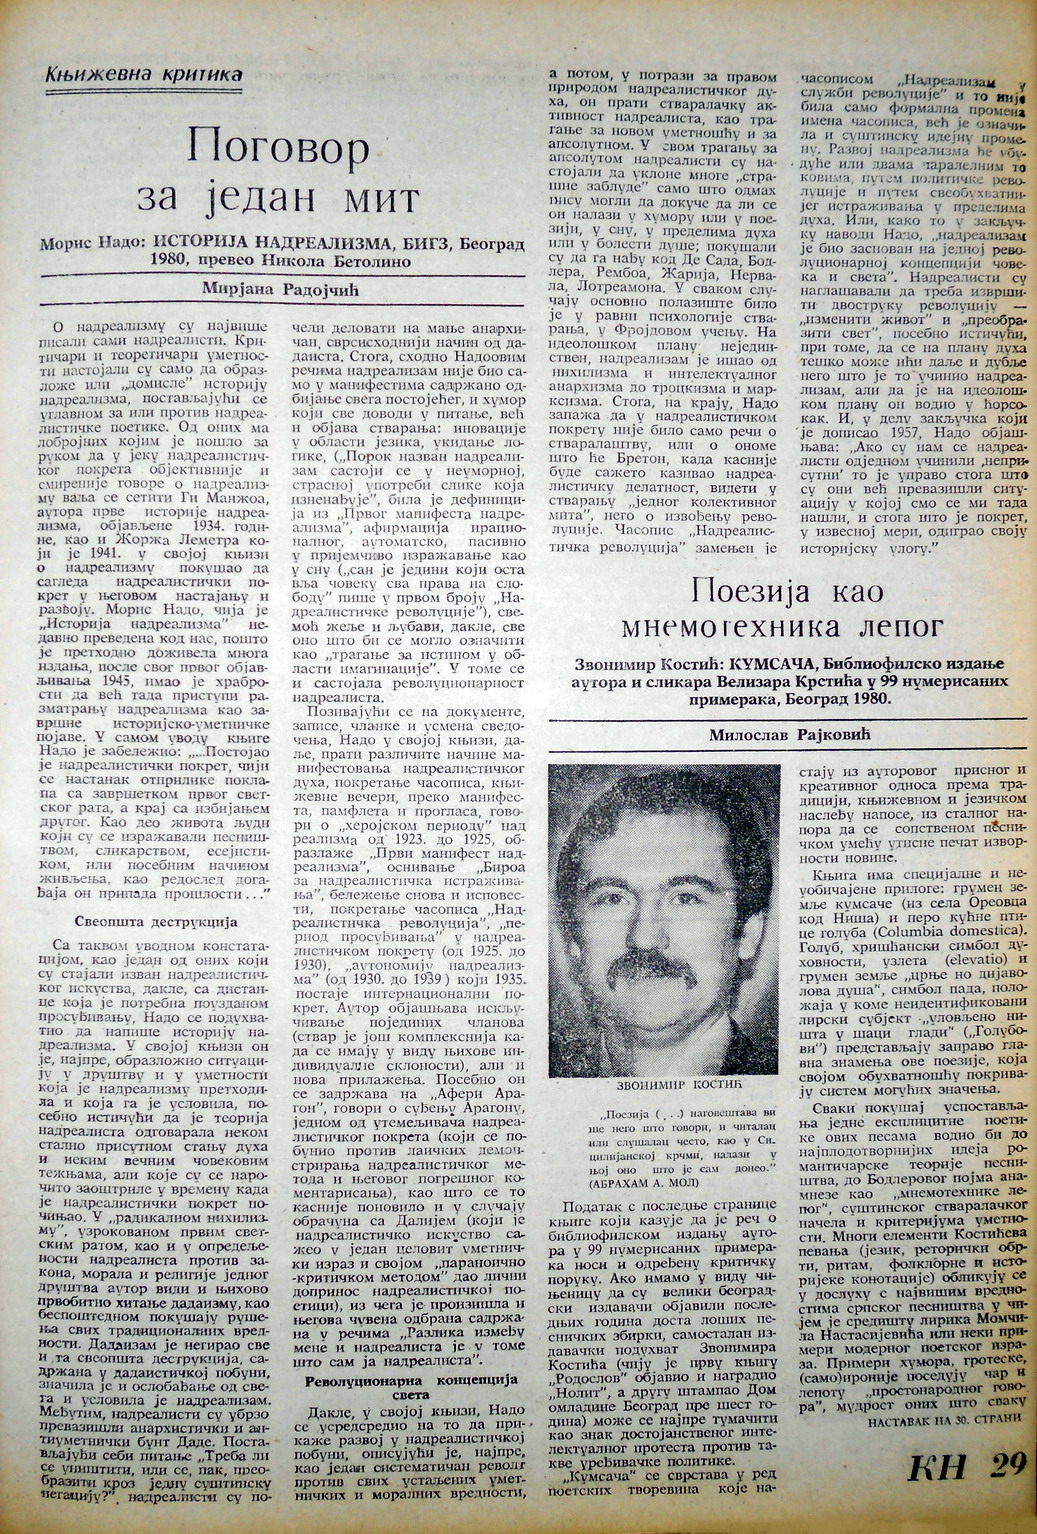 Књижевна критика
Поговор
за један мит
Морис Надо: ИСТОРИЈА НАДРЕАЛИЗМА, БИГЗ, Београд
1980, превео Никола Бетолино
Мирјана Радојчић
О надреализму су највише
писали сами надреалисти. Кри-
тичари и теоретичари уметнос-
ти настојали су само да образ-
ложе или „домисле" историју
надреализма, постављајући се
углавном за или против надреа-
листичке поетике. Од оних ма
лобројних којим је пошло за
руком да у јеку надреалистич-
ког покрета објективније и
смиреније говоре о надреализ-
му ваља се сетити Ги Манжоа,
аутора прве историје надреа-
лизма, објављене 1934. годи-
не, као и Жоржа Леметра ко-
ји је 1941. у својој књизи
о надреализму покушао да
сагледа надреалистички по-
крет у његовом настајању и
развоју. Морис Надо, чија је
„Историја надреализма" не-
давно преведена код нас, пошто
је претходно доживела многа
издања, после свог првог објав-
љивања 1945, имао је храбро-
сти да већ тада приступи ра-
зматрању надреализма као за-
вршне историјско-уметничке
појаве. У самом уводу књиге
Надо је забележио: „...Постојао
је надреалистички покрет, чији
се настанак отприлике покла-
па са завршетком првог свет-
ског рата, а крај са избијањем
другог. Као део живота људи
који су се изражавали песниш-
твом, сликарством, есејисти-
ком, или посебним начином
живљења, као редослед дога-
ђаја он припада прошлости..."
Свеопшта деструкција
Са таквом уводном констата-
цијом, као један од оних који
су стајали изван надреалистич-
ког искуства, дакле, са дистан-
це која је потребна поузданом
просуђивању, Надо се подухва-
тио да напише историју на-
дреализма. У својој књизи он
је, најпре, образложио ситуаци-
ју у друштву и у уметности
која је надреализму претходи-
ла и која га је условила, по-
себно истичући да је теорија
надреалиста одговарала неком
стално присутном стању духа
и неким вечним човековим
тежњама, али које су се наро-
чито заоштриле у времену када
је надреалистички покрет по-
чињао. У „радикалном нихилиз-
му", узрокованом првим свет-
ским ратом, као и у опредеље-
ности надреалиста против за-
кона, морала и религије једног
друштва аутор види и њихово
првобитно хитање дадаизму, као
беспоштедном покушају руше-
ња свих традиционалних вред-
ности. Дадаизам је негирао све
и та свеопшта деструкција, са-
држана у дадаистичкој побуни,
значила је и ослобађање од све-
га и условила је надреализам.
Међутим, надреалисти су убрзо
превазишли анархистички и ан-
тиуметнички бунт Даде. Поста-
вљајући себи питање „Треба ли
се уништити, или се, пак, прео-
бразити кроз једну суштинску
негацију?", надреалисти су по-
чели деловати на мање анархи-
чан, сврсисходнији начин од да-
даиста. Стога, сходно Надоовим
речима надреализам није био са-
мо у манифестима садржано од-
бијање света постојећег, и хумор
који све доводи у питање, већ
и објава стварања: иновације
у области језика, укидање ло-
гике, („Порок назван надреали-
зам састоји се у неуморној,
страсној употреби слике која
изненађује", била је дефиници-
ја из „Првог манифеста надре-
ализма", афирмација ирацио-
налног, аутоматско, пасивно
у пријемчиво изражавање као
у сну („сан је једини који оста
вља човеку сва права на сло-
боду" пише у првом броју „На-
дреалистичке револуције"), све-
моћ жеље и љубави, дакле, све
оно што би се могло означити
као „трагање за истином у об-
ласти имагинације". У томе се
и састојала револуционарност
надреалиста.
Позивајући се на документе,
записе, чланке и усмена сведо-
чења, Надо у својој књизи, да-
ље, прати различите начине ма-
нифестовања надреалистичког
духа, покретање часописа, књи-
жевне вечери, преко манифес-
та, памфлета и прогласа, гово-
ри о „херојском периоду" над
реализма од 1923. до 1925, об-
разлаже „Први манифест над-
реализма", оснивање „Бироа
за надреалистичка истражива-
ња", бележење снова и исповес-
ти, покретање часописа „Над-
реалистичка револуција", „пе-
риод просуђивања" у надреа-
листичком покрету (од 1925. до
1930), „аутономију надреализ-
ма" (од 1930. до 1939) који 1935.
постаје интернационални по-
крет. Аутор објашњава искљу-
чивање појединих чланова
(ствар је још комплекснија ка-
да се имају у виду њихове ин-
дивидуалне склоности), али и
нова прилажења. Посебно он
се задржава на „Афери Ара-
гон", говори о суђењу Арагону,
једном од утемељивача надреа-
листичког покрета (који се по-
бунио против лаичких демон-
стрирања надреалистичког ме-
тода и његовог погрешног ко-
ментарисања), као што се то
касније поновило и у случају
обрачуна са Далијем (који је
надреалистичко искуство са-
жео у један целовит уметнич-
ки израз и својом „параноично
-критичком методом" дао лични
допринос надреалистичкој по-
етици), из чега је произишла и
његова чувена одбрана садржа-
на у речима „Разлика између
мене и надреалиста је у томе
што сам ја надреалиста".
Револуционарна концепција
света
Дакле, у својој књизи, Надо
се усредсредио на то да при-
каже развој у надреалистичкој
побуни, описујући је, најпре,
као један систематичан револт
против свих устаљених умет-
ничких и моралних вредности,
а потом, у потрази за правом
природом надреалистичког ду-
ха, он прати стваралачку ак-
тивност надреалиста, као тра-
гање за новом уметношћу и за
апсолутном. У свом трагању за
апсолутом надреалисти су на-
стојали да уклоне многе „стра-
шне заблуде" само што одмах
нису могли да докуче да ли се
он налази у хумору или у пое-
зији, у сну, у пределима духа
или у болести душе; покушали
су да га нађу код Де Сада, Бод-
лера, Рембоа, Жарија, Нерва-
ла, Лотреамона. У сваком слу-
чају основно полазиште било
је у равни психологије ства-
рања, у Фројдовом учењу. На
идеолошком плану нејединствен, надреализам је ишао од
нихилизма и интелектуалног
анархизма до троцкизма и мар-
ксизма. Стога, на крају, Надо
запажа да у надреалистичком
покрету није било само речи о
стваралаштву, или о ономе
што ће Бретон, када касније
буде сажето казивао надреа-
листичку делатност, видети у
стварању „једног колективног
мита", него о извођењу рево-
луције. Часопис „Надреалис-
тичка револуција" замењен је
часописом „Надреализам у
служби револуције" и то није
била само формална промена
имена часописа, већ је означи-
ла и суштинску идејну проме-
ну. Развој надреализма ће убу-
дуће ићи двама паралелним то
ковима, путем политичке рево-
луције и путем свеобухватни-
јег истраживања у пределима
духа. Или, како то у закључ-
ку наводи Надо, „надреализам
је био заснован на једној рево-
луционарној концепцији чове-
ка и света". Надреалисти су
наглашавали да треба изврши-
ти двоструку револуцију —
„изменити живот" и „преобра-
зити свет", посебно истичући,
при томе, да се на плану духа
тешко може ићи даље и дубље
него што је то учинио надреа-
лизам, али да је на идеолош-
ком плану он водио у ћорсо-
как. И, у делу закључка који
је дописао 1957, Надо објаш-
њава: „Ако су нам се надреа-
листи одједном учинили ‚непри-
сутни' то је управо стога што
су они већ превазишли ситу-
ацију у којој смо се ми тада
нашли, и стога што је покрет,
у извесној мери, одиграо своју
историјску улогу."
Поезија као
мнемотехника лепог
Звонимир Костић: КУМСАЧА, Библиофилско издање
аутора и сликара Велизара Крстића у 99 нумерисаних
примерака, Београд 1980.
Милослав Рајковић
ЗВОНИМИР КОСТИЋ
„Поезија (...) наговештава ви
ше него што говори, и читалац
или слушалац често, као у Си-
цилијанској крчми, налази у
њој оно што је сам донео."
(АБРАХАМ А. МОЛ)
Податак с последње странице
књиге који казује да је реч о
библиофилском издању ауто-
ра у 99 нумерисаних примера-
ка носи и одређену критичку
поруку. Ако имамо у виду чи-
њеницу да су велики београд-
ски издавачи објавили после-
дњих година доста лоших пе-
сничких збирки, самосталан из-
давачки подухват Звонимира
Костића (чију је прву књигу
„Родослов" објавио и наградио
„Нолит", а другу штампао Дом
омладине Београд пре шест го-
дина) може се најпре тумачити
као знак достојанственог инте-
лектуалног протеста против та-
кве уређивачке политике.
„Кумсача" се сврстава у ред
поетских творевина које на-
стају из ауторовог присног и
креативног односа према тра-
дицији, књижевном и језичком
наслеђу напосе, из сталног на-
пора да се сопственом песни-
чком умећу утисне печат извор-
ности новине.
Књига има специјалне и не-
уобичајене прилоге: грумен зе-
мље кумсаче (из села Ореовца
код Ниша) и перо кућне пти-
це голуба (Columbia domestica).
Голуб, хришћански симбол ду-
ховности, узлета (elevatio) и
грумен земље „црње но дијаво-
лова душа", симбол пада, поло-
жаја у коме неидентификовани
лирски субјект „уловљено ни-
шта у шаци глади" („Голубо-
ви") представљају заправо гла-
вна знамења ове поезије, која
својом обухватношћу покрива-
ју систем могућих значења.
Сваки покушај успоставља-
ња једне експлицитне поети-
ке ових песама водио би до
најплодотворнијих идеја ро-
мантичарске теорије песни-
штва, до Бодлеровог појма ана-
мнезе као „мнемотехнике ле-
пог", суштинског стваралачког
начела и критеријума уметно-
сти. Многи елементи Костићева
певања (језик, реторички обр-
ти, ритам, фолклорне и исто-
ријске конотације) обликују се
у дослуху с највишим вредно-
стима српског песништва у чи-
јем је средишту лирика Момчи-
ла Настасијевића или неки при-
мери модерног поетског изра-
за. Примери хумора, гротеске,
(само)ироније поседују чар и
лепоту „простонародног гово-
ра", мудрост оних што сваку
НАСТАВАК НА 30. СТРАНИ
КН 29